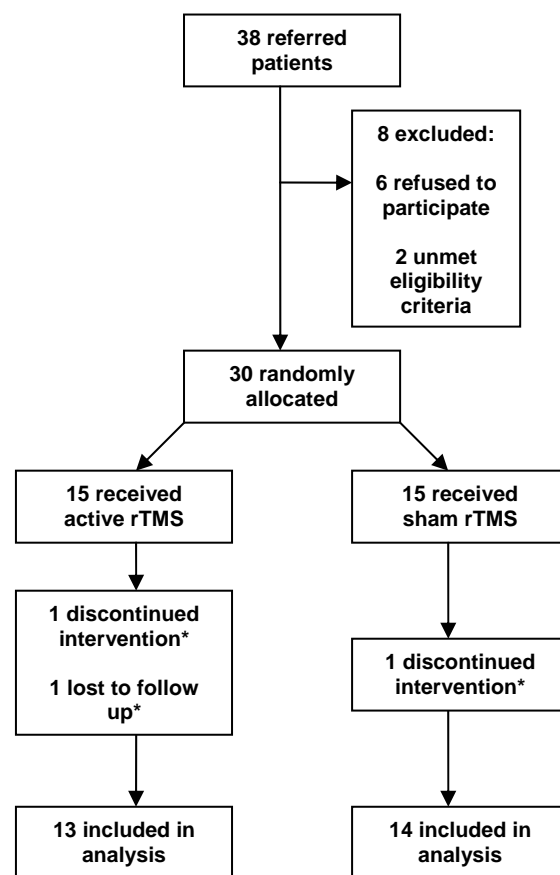 38 referred
patients
8 excluded:
6 refused to
participate
2 unmet
eligibility
criteria
30 randomly
allocated
15 received
active rTMS
15 received
sham rTMS
1 discontinued
intervention*
1 lost to follow
up*
1 discontinued
intervention*
13 included in
analysis
14 included in
analysis